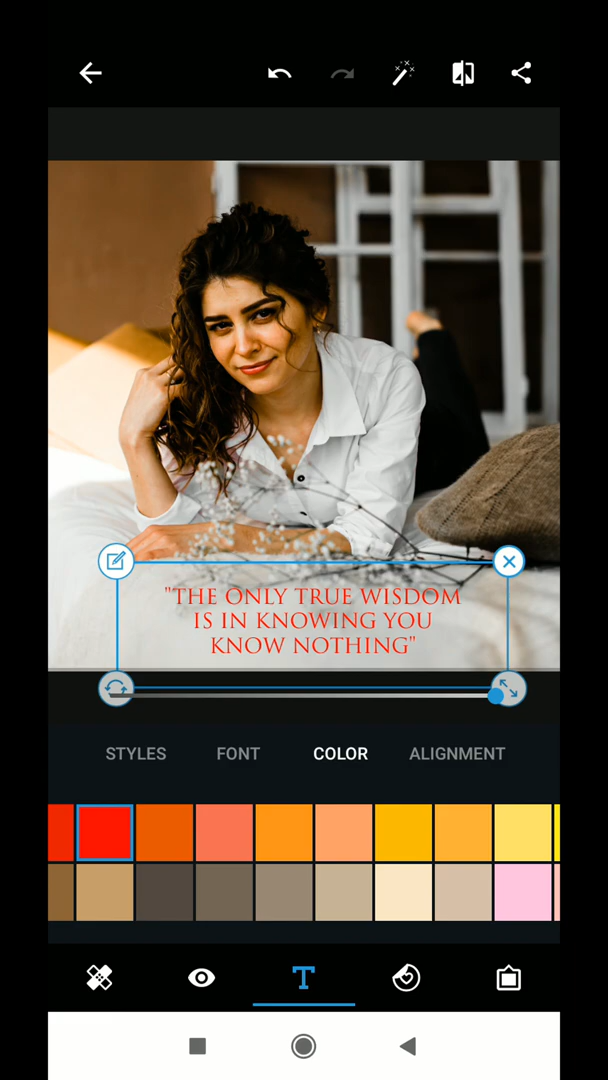 "THE ONLY TRUE WISDOM
IS IN KNOWING YOU
KNOW NOTHING"
STYLES FONT COLOR ALIGNMENT